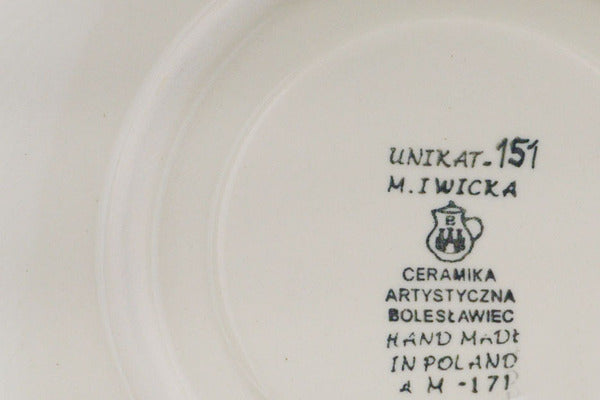 UNIKAT-151
M.IWICKA
B
CERAMIKA
ARTYSTYCZNA
BOLESŁAWIEC
HAND MADE
IN POLAND
A M -171